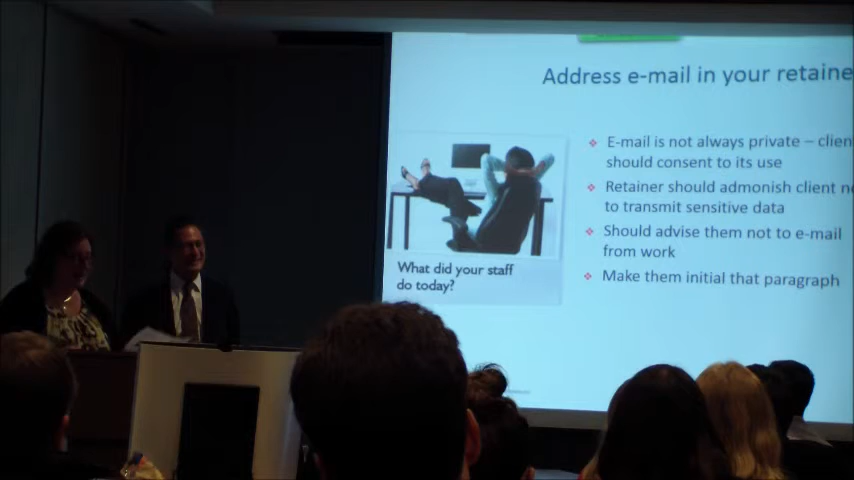 Address e-mail in your retaine
E-mail is not always private – clien
should consent to its use
Retainer should admonish client n
to transmit sensitive data
Should advise them not to e-mail
from work
Make them initial that paragraph
What did your staff
do today?